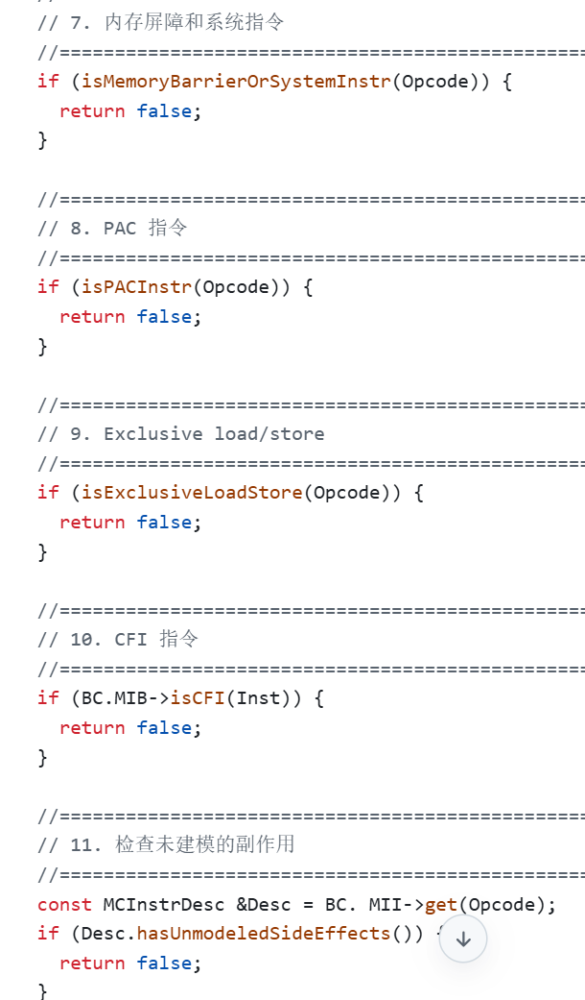 // 7. 内存屏障和系统指令
//================================================
if (isMemoryBarrierOrSystemInstr(Opcode)) {
  return false;
}
//================================================
// 8. PAC 指令
//================================================
if (isPACInstr(Opcode)) {
  return false;
}
//================================================
// 9. Exclusive load/store
//================================================
if (isExclusiveLoadStore(Opcode)) {
  return false;
}
//================================================
// 10. CFI 指令
//================================================
if (BC.MIB->isCFI(Inst)) {
  return false;
}
//================================================
// 11. 检查未建模的副作用
//================================================
const MCInstrDesc &Desc = BC. MII->get(Opcode);
if (Desc.hasUnmodeledSideEffects()) {
  return false;
}